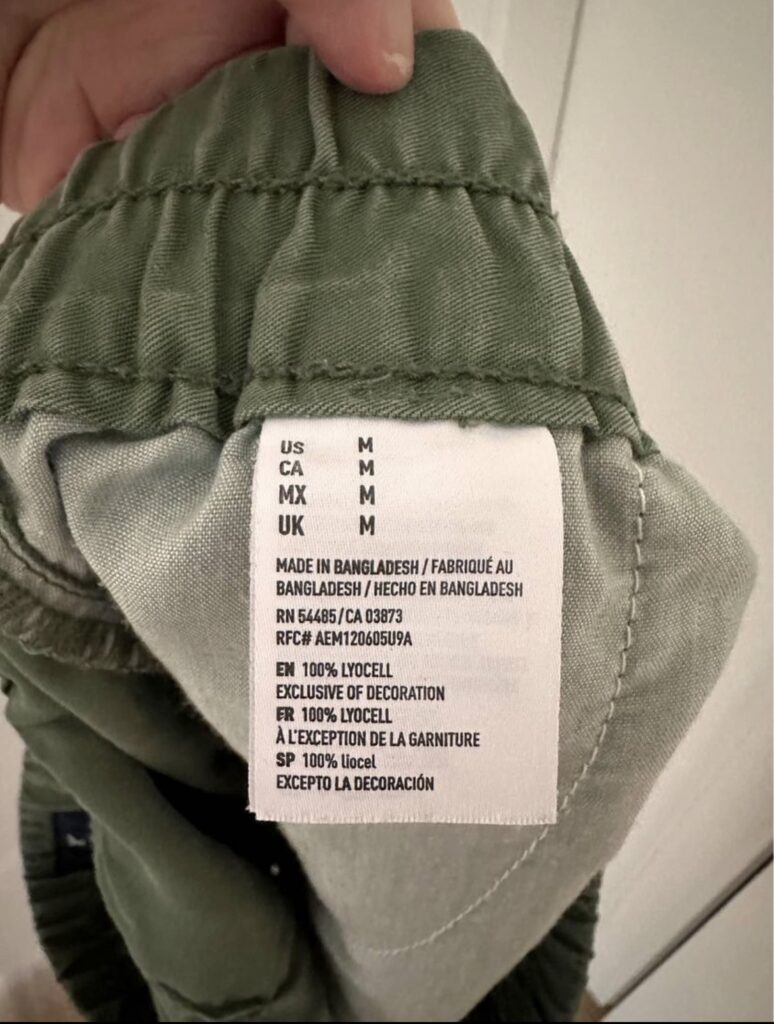 US M
CA M
MX M
UK M
MADE IN BANGLADESH / FABRIQUÉ AU
BANGLADESH / HECHO EN BANGLADESH
RN 54485/CA 03873
RFC# AEM120605U9A
EN 100% LYOCELL
EXCLUSIVE OF DECORATION
FR 100% LYOCELL
À L'EXCEPTION DE LA GARNITURE
SP 100% liocel
EXCEPTO LA DECORACIÓN